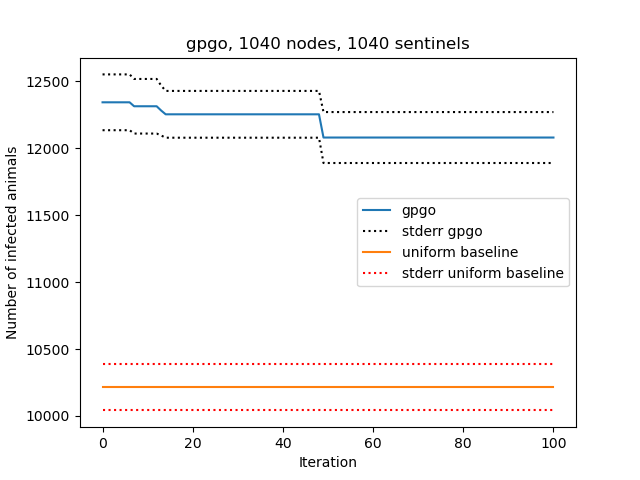 gpgo, 1040 nodes, 1040 sentinels
Number of infected animals
12500
12000
11500
11000
10500
10000
gpgo
stderr gpgo
uniform baseline
stderr uniform baseline
0 20 40 60 80 100
Iteration